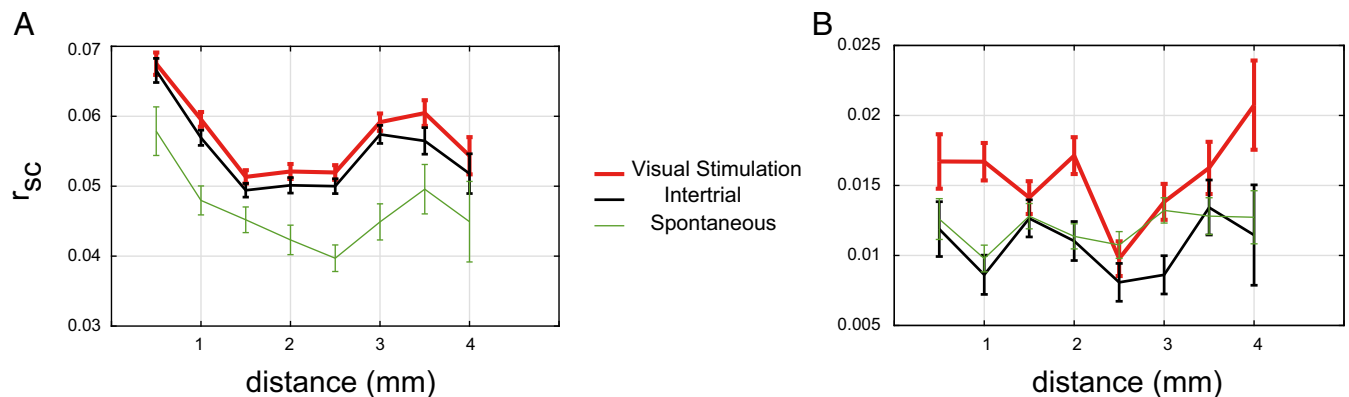 A
0.07
0.06
0.05
0.04
0.03
r_sc
1
2
3
4
distance (mm)
Visual Stimulation
Intertrial
Spontaneous
B
0.025
0.02
0.015
0.01
0.005
1
2
3
4
distance (mm)